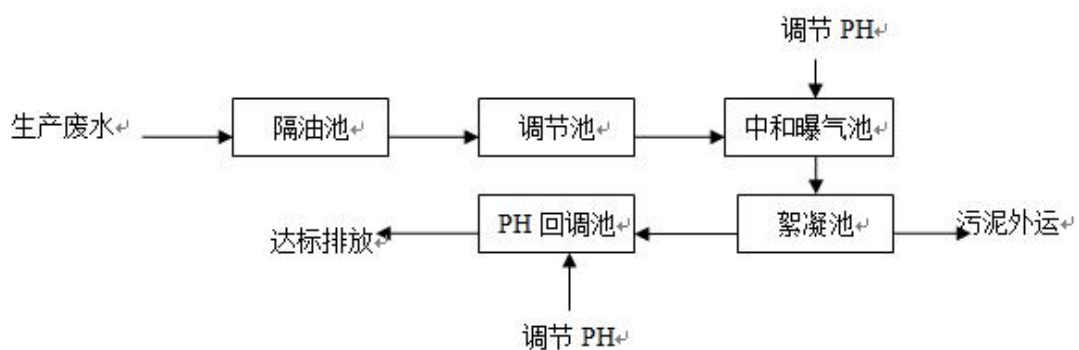 调节 PH↵
生产废水↵
隔油池↵
调节池↵
中和曝气池↵
达标排放↵
PH 回调池↵
絮凝池↵
污泥外运↵
调节 PH↵